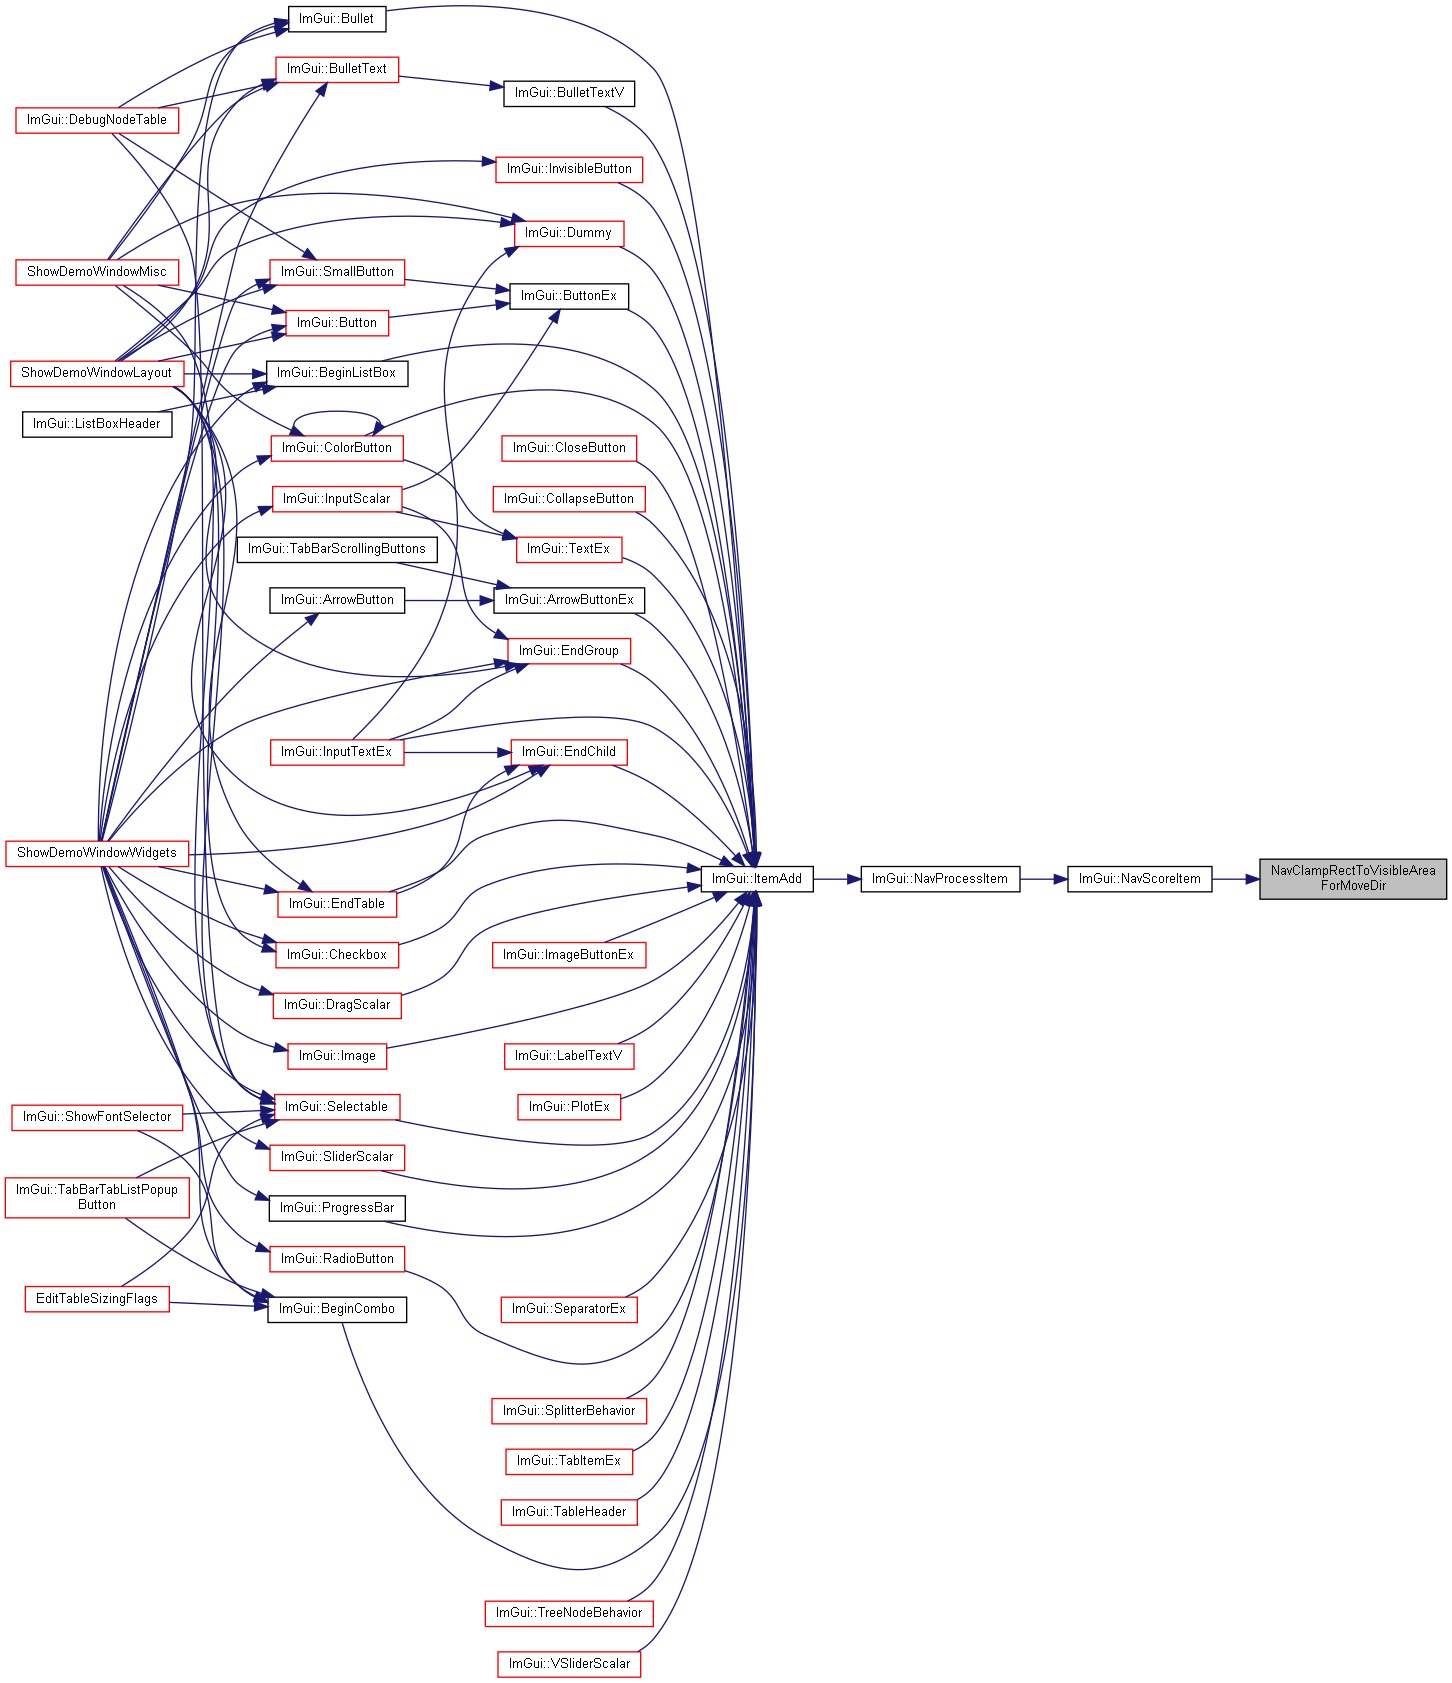 ImGui::Bullet
ImGui::BulletText
ImGui::BulletTextV
ImGui::DebugNodeTable
ImGui::InvisibleButton
ImGui::Dummy
ShowDemoWindowMisc
ImGui::SmallButton
ImGui::ButtonEx
ImGui::Button
ShowDemoWindowLayout
ImGui::BeginListBox
ImGui::ListBoxHeader
ImGui::ColorButton
ImGui::CloseButton
ImGui::InputScalar
ImGui::CollapseButton
ImGui::TabBarScrollingButtons
ImGui::TextEx
ImGui::ArrowButton
ImGui::ArrowButtonEx
ImGui::EndGroup
ImGui::InputTextEx
ImGui::EndChild
ShowDemoWindowWidgets
ImGui::ItemAdd
ImGui::NavProcessItem
ImGui::NavScoreItem
NavClampRectToVisibleArea
ForMoveDir
ImGui::EndTable
ImGui::Checkbox
ImGui::ImageButtonEx
ImGui::DragScalar
ImGui::Image
ImGui::LabelTextV
ImGui::ShowFontSelector
ImGui::Selectable
ImGui::PlotEx
ImGui::SliderScalar
ImGui::TabBarTabListPopup
Button
ImGui::ProgressBar
ImGui::RadioButton
EditTableSizingFlags
ImGui::BeginCombo
ImGui::SeparatorEx
ImGui::SplitterBehavior
ImGui::TabItemEx
ImGui::TableHeader
ImGui::TreeNodeBehavior
ImGui::VSliderScalar